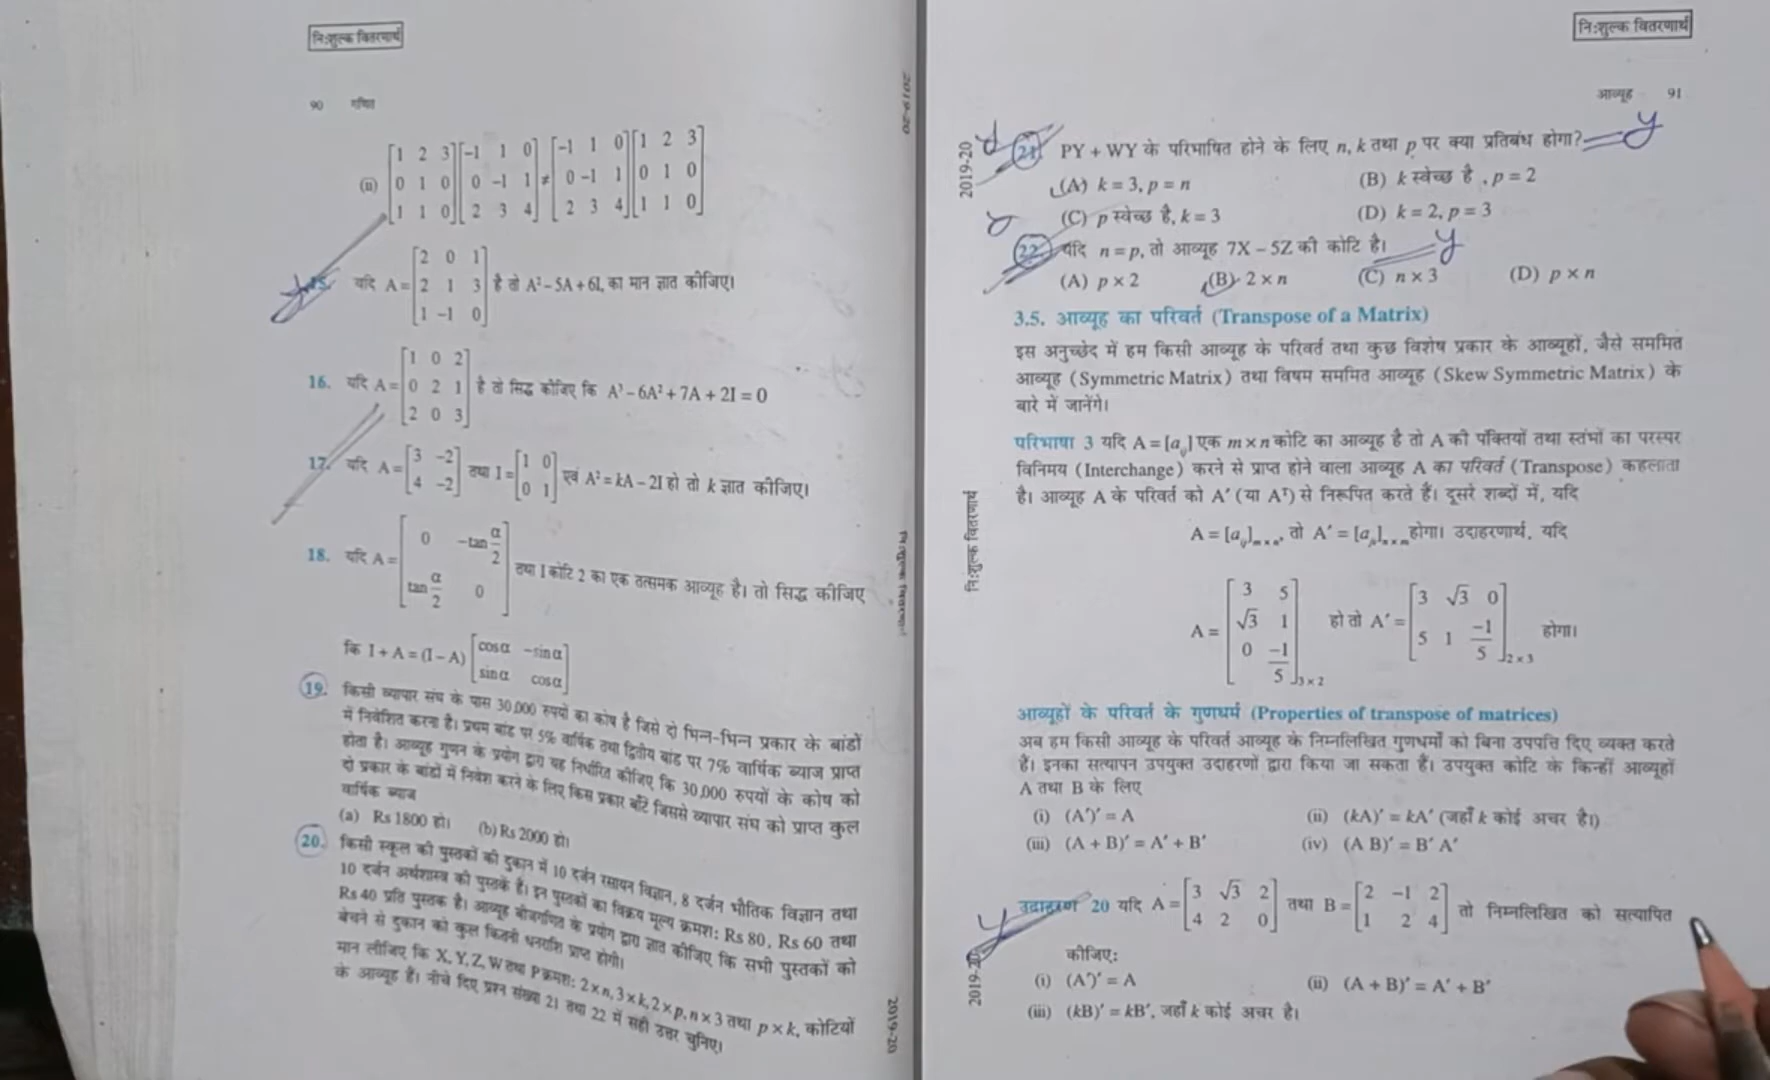 निःशुल्क वितरणार्थ
90 गणित
(ii) [1 2 3; 0 1 0; 1 1 0] [-1 1 0; 0 -1 1; 2 3 4] ≠ [-1 1 0; 0 -1 1; 2 3 4] [1 2 3; 0 1 0; 1 1 0]
15. यदि A = [2 0 1; 2 1 3; 1 -1 0] है तो A² – 5A + 6I, का मान ज्ञात कीजिए।
16. यदि A = [1 0 2; 0 2 1; 2 0 3] है तो सिद्ध कीजिए कि A³ – 6A² + 7A + 2I = 0
17. यदि A = [3 -2; 4 -2] तथा I = [1 0; 0 1] एवं A² = kA – 2I हो तो k ज्ञात कीजिए।
18. यदि A = [0 -tan α/2; tan α/2 0] तथा I कोटि 2 का एक तत्समक आव्यूह है। तो सिद्ध कीजिए
कि I + A = (I – A) [cosα -sinα; sinα cosα]
19. किसी व्यापार संघ के पास 30,000 रुपयों का कोष है जिसे दो भिन्न-भिन्न प्रकार के बांडों
में निवेशित करना है। प्रथम बांड पर 5% वार्षिक तथा द्वितीय बांड पर 7% वार्षिक ब्याज प्राप्त
होता है। आव्यूह गुणन के प्रयोग द्वारा यह निर्धारित कीजिए कि 30,000 रुपयों के कोष को
दो प्रकार के बांडों में निवेश करने के लिए किस प्रकार बाँटें जिससे व्यापार संघ को प्राप्त कुल
वार्षिक ब्याज
(a) Rs 1800 हो। (b) Rs 2000 हो।
20. किसी स्कूल की पुस्तकों की दुकान में 10 दर्जन रसायन विज्ञान, 8 दर्जन भौतिक विज्ञान तथा
10 दर्जन अर्थशास्त्र की पुस्तकें हैं। इन पुस्तकों का विक्रय मूल्य क्रमशः Rs 80, Rs 60 तथा
Rs 40 प्रति पुस्तक है। आव्यूह बीजगणित के प्रयोग द्वारा ज्ञात कीजिए कि सभी पुस्तकों को
बेचने से दुकान को कुल कितनी धनराशि प्राप्त होगी।
मान लीजिए कि X, Y, Z, W तथा P क्रमशः 2 × n, 3 × k, 2 × p, n × 3 तथा p × k, कोटियों
के आव्यूह हैं। नीचे दिए प्रश्न संख्या 21 तथा 22 में सही उत्तर चुनिए।
2019-20
निःशुल्क वितरणार्थ
2019-20
निःशुल्क वितरणार्थ
आव्यूह 91
21. PY + WY के परिभाषित होने के लिए n, k तथा p पर क्या प्रतिबंध होगा? y
(A) k = 3, p = n (B) k स्वेच्छ है, p = 2
(C) p स्वेच्छ है, k = 3 (D) k = 2, p = 3
22. यदि n = p, तो आव्यूह 7X – 5Z की कोटि है। y
(A) p × 2 (B) 2 × n (C) n × 3 (D) p × n
3.5. आव्यूह का परिवर्त (Transpose of a Matrix)
इस अनुच्छेद में हम किसी आव्यूह के परिवर्त तथा कुछ विशेष प्रकार के आव्यूहों, जैसे सममित
आव्यूह (Symmetric Matrix) तथा विषम सममित आव्यूह (Skew Symmetric Matrix) के
बारे में जानेंगे।
परिभाषा 3 यदि A = [aᵢⱼ] एक m × n कोटि का आव्यूह है तो A की पंक्तियों तथा स्तंभों का परस्पर
विनिमय (Interchange) करने से प्राप्त होने वाला आव्यूह A का परिवर्त (Transpose) कहलाता
है। आव्यूह A के परिवर्त को A′ (या Aᵀ) से निरूपित करते हैं। दूसरे शब्दों में, यदि
A = [aᵢⱼ]ₘ × ₙ, तो A′ = [aⱼᵢ]ₙ × ₘ होगा। उदाहरणार्थ, यदि
A = [3 5; √3 1; 0 -1/5]₃ × ₂ हो तो A′ = [3 √3 0; 5 1 -1/5]₂ × ₃ होगा।
आव्यूहों के परिवर्त के गुणधर्म (Properties of transpose of matrices)
अब हम किसी आव्यूह के परिवर्त आव्यूह के निम्नलिखित गुणधर्मों को बिना उपपत्ति दिए व्यक्त करते
हैं। इनका सत्यापन उपयुक्त उदाहरणों द्वारा किया जा सकता हैं। उपयुक्त कोटि के किन्हीं आव्यूहों
A तथा B के लिए
(i) (A′)′ = A (ii) (kA)′ = kA′ (जहाँ k कोई अचर है।)
(iii) (A + B)′ = A′ + B′ (iv) (A B)′ = B′ A′
उदाहरण 20 यदि A = [3 √3 2; 4 2 0] तथा B = [2 -1 2; 1 2 4] तो निम्नलिखित को सत्यापित
कीजिए:
(i) (A′)′ = A (ii) (A + B)′ = A′ + B′
(iii) (kB)′ = kB′, जहाँ k कोई अचर है।
2019-20
निःशुल्क वितरणार्थ